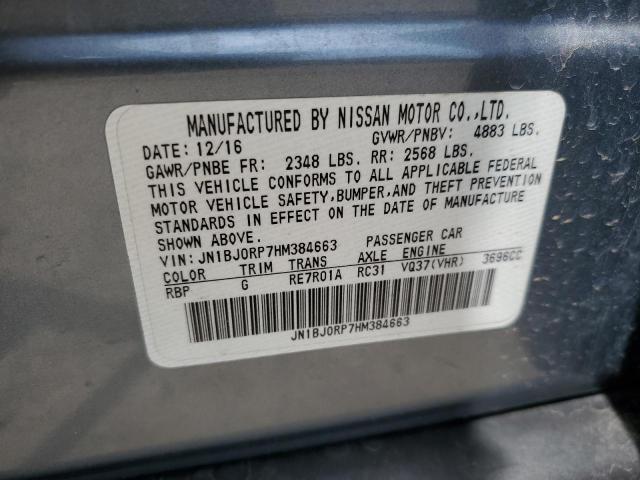 MANUFACTURED BY NISSAN MOTOR CO.,LTD.
DATE: 12/16 GVWR/PNBV: 4883 LBS.
GAWR/PNBE FR: 2348 LBS. RR: 2568 LBS.
THIS VEHICLE CONFORMS TO ALL APPLICABLE FEDERAL
MOTOR VEHICLE SAFETY,BUMPER,AND THEFT PREVENTION
STANDARDS IN EFFECT ON THE DATE OF MANUFACTURE
SHOWN ABOVE.
VIN: JN1BJ0RP7HM384663 PASSENGER CAR
COLOR TRIM TRANS AXLE ENGINE
RBP G RE7R01A RC31 VQ37(VHR) 3696CC
JN1BJ0RP7HM384663